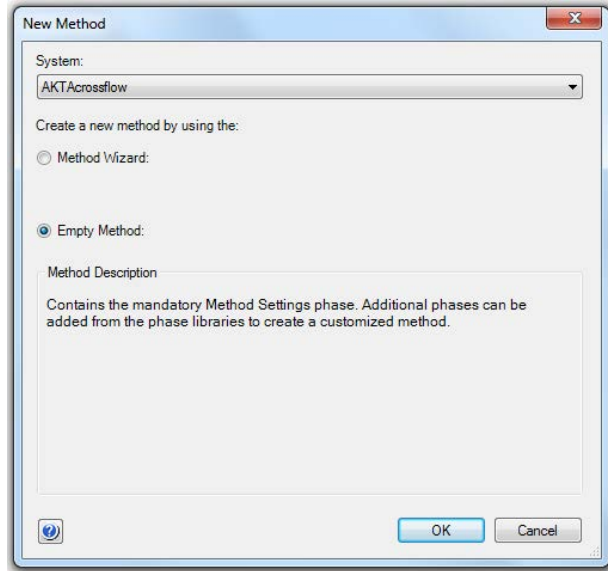 New Method
System:
AKTAcrossflow
Create a new method by using the:
Method Wizard:
Empty Method:
Method Description
Contains the mandatory Method Settings phase. Additional phases can be
added from the phase libraries to create a customized method.
OK
Cancel